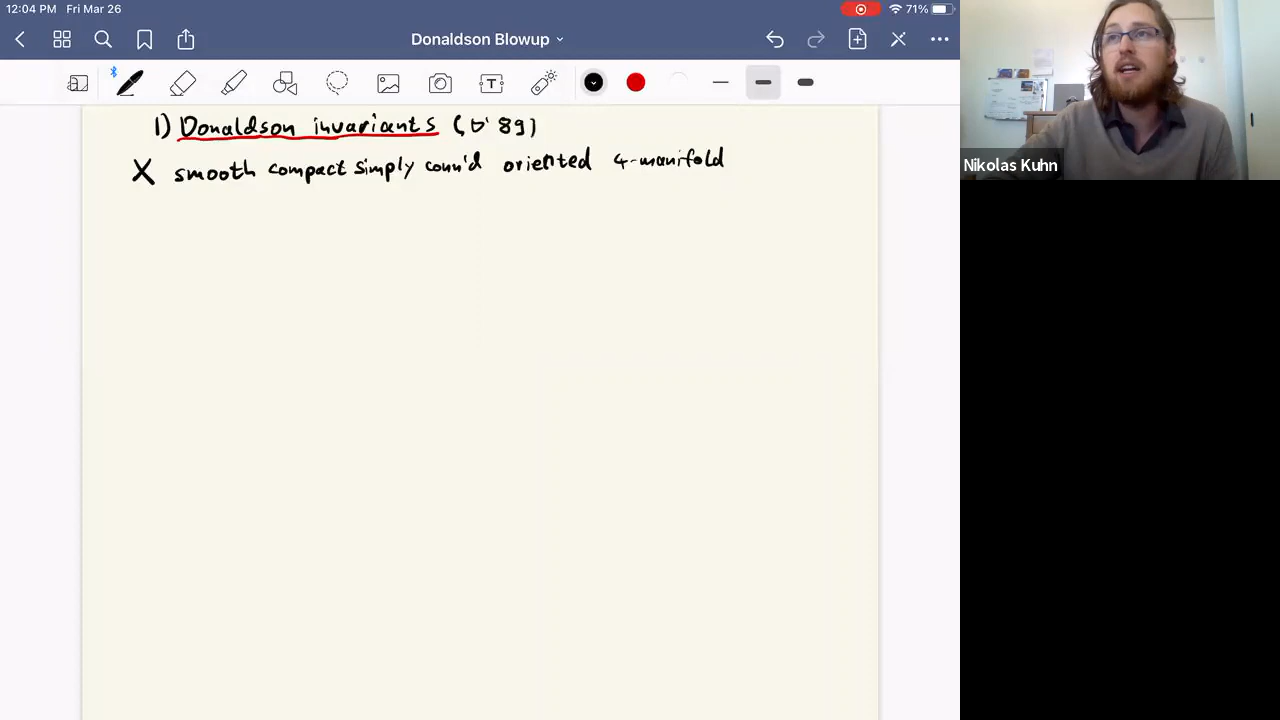 12:04 PM Fri Mar 26
71%
Donaldson Blowup
1) Donaldson invariants (D'89)
X smooth compact simply conn'd oriented 4-manifold
Nikolas Kuhn